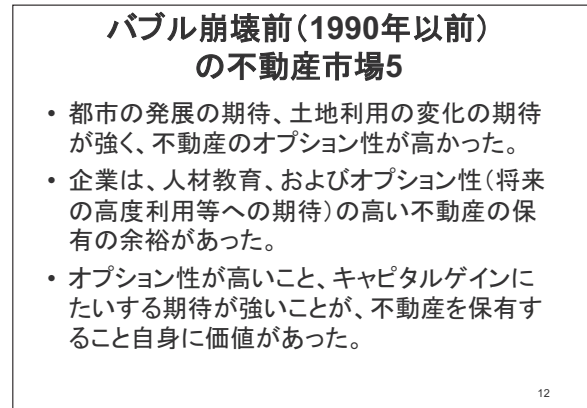 バブル崩壊前（1990年以前）
の不動産市場5
• 都市の発展の期待、土地利用の変化の期待
が強く、不動産のオプション性が高かった。
• 企業は、人材教育、およびオプション性（将来
の高度利用等への期待）の高い不動産の保
有の余裕があった。
• オプション性が高いこと、キャピタルゲインに
たいする期待が強いことが、不動産を保有す
ること自身に価値があった。
12